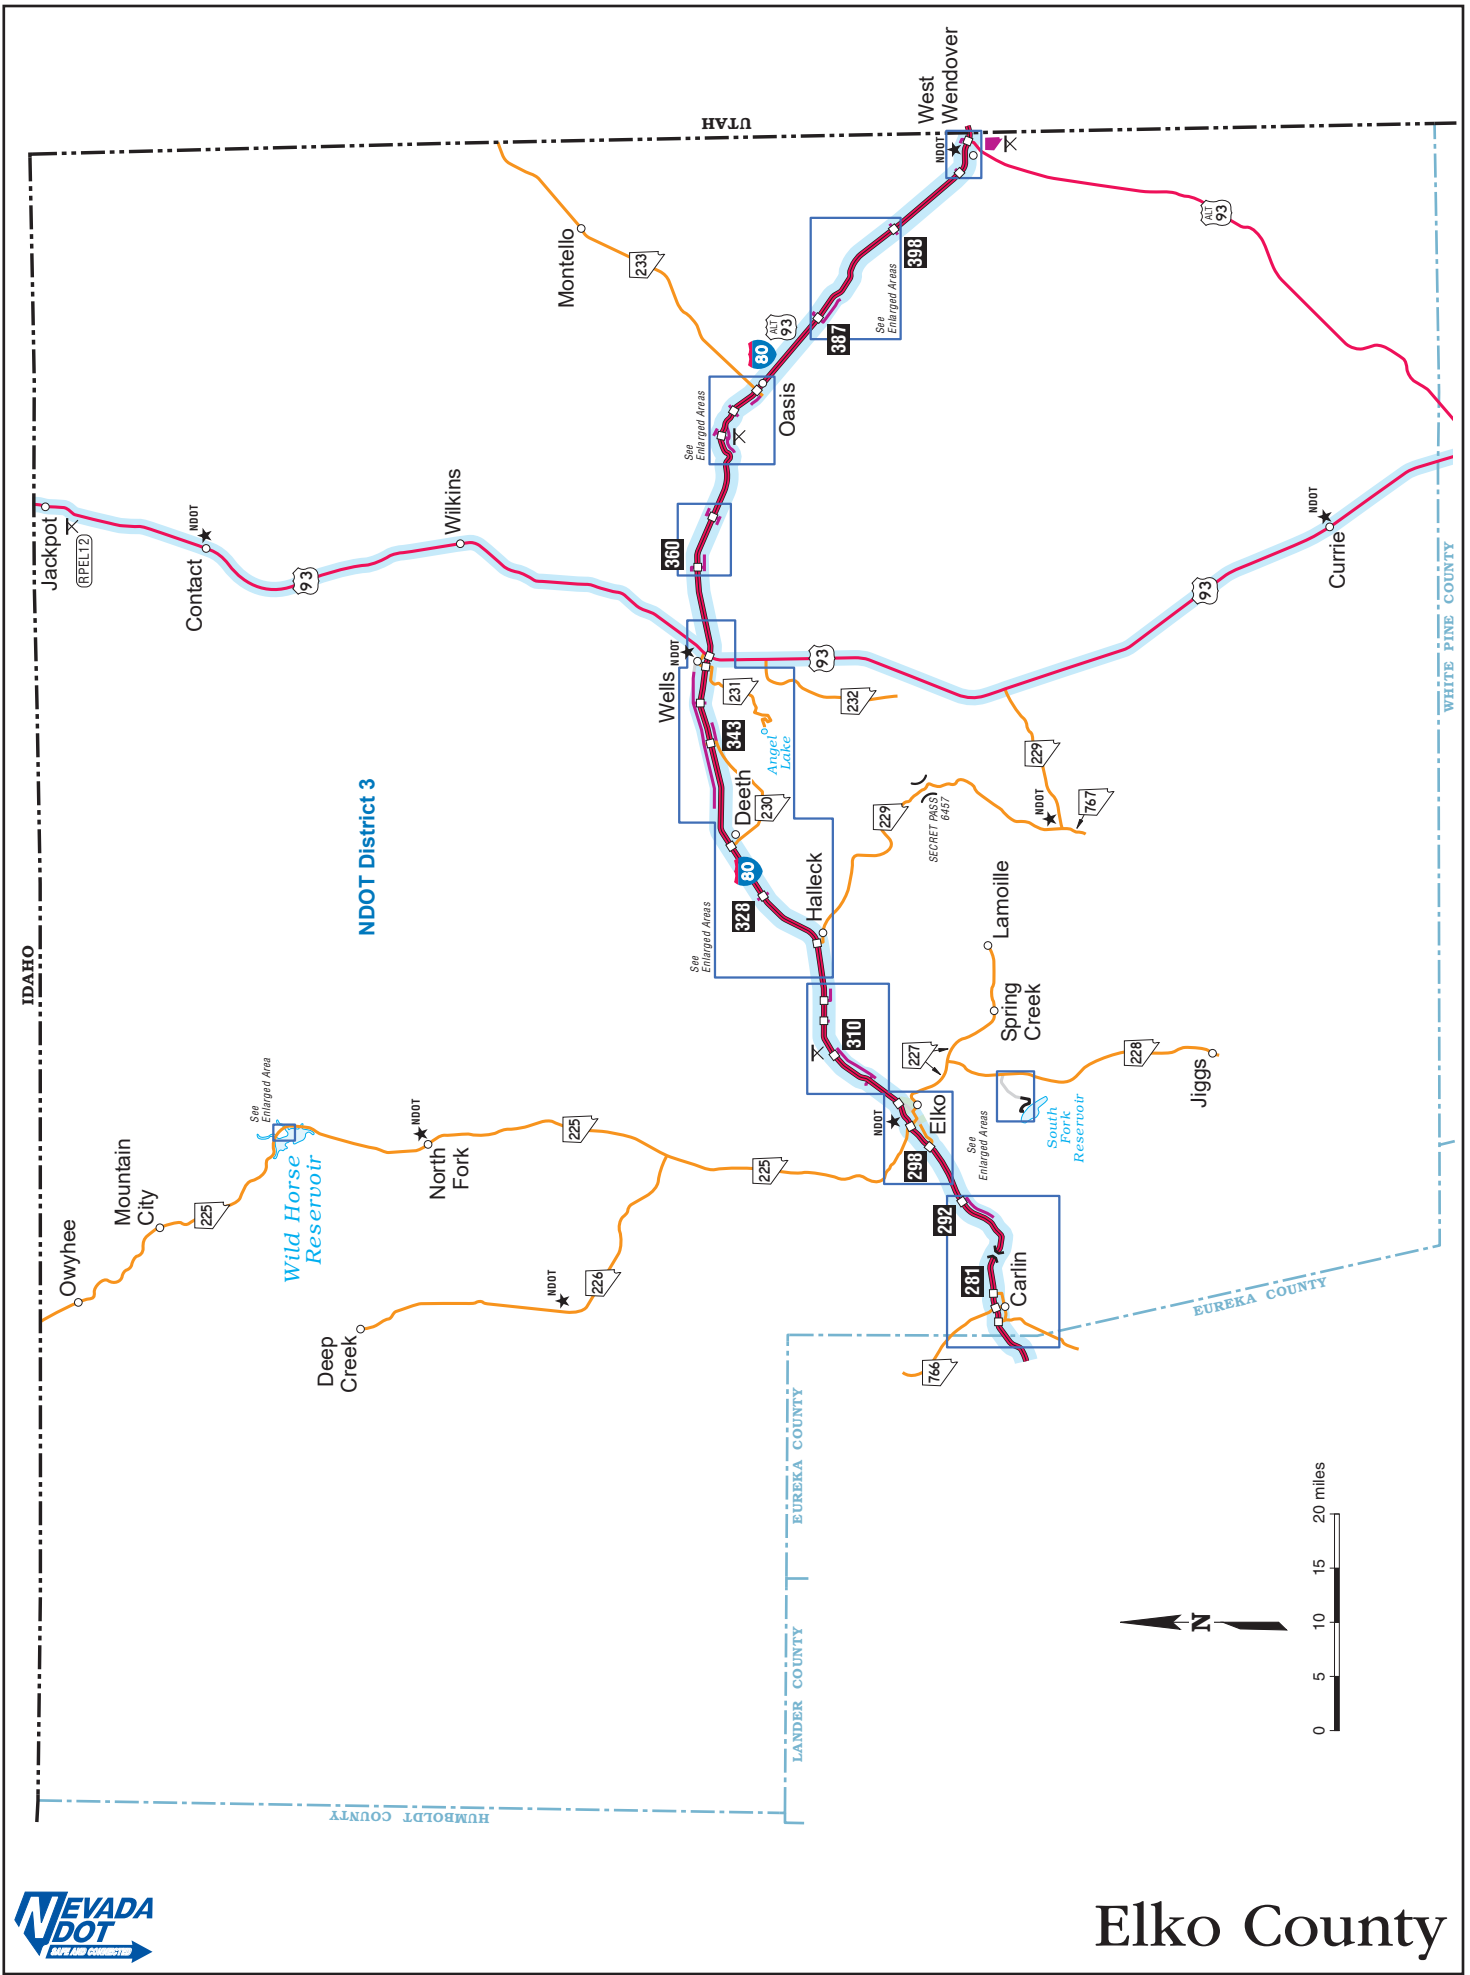 IDAHO
UTAH
Jackpot
RPEL12
Contact
NDOT
93
Wilkins
Montello
233
West
Wendover
NDOT
ALT
93
398
See
Enlarged Areas
387
ALT
93
80
Oasis
See
Enlarged Areas
360
Wells
NDOT
93
231
232
343
Angel
Lake
Deeth
230
80
328
See
Enlarged Areas
Halleck
229
SECRET PASS
6457
229
NDOT
767
93
Currie
NDOT
WHITE PINE COUNTY
NDOT District 3
Owyhee
Mountain
City
225
See
Enlarged Area
Wild Horse
Reservoir
North
Fork
NDOT
225
225
Deep
Creek
NDOT
226
310
227
Lamoille
Spring
Creek
228
Jiggs
Elko
NDOT
298
See
Enlarged Areas
South
Fork
Reservoir
292
281
Carlin
766
EUREKA COUNTY
EUREKA COUNTY
LANDER COUNTY
HUMBOLDT COUNTY
N
0 5 10 15 20 miles
NEVADA
DOT
SAFE AND CONNECTED
Elko County